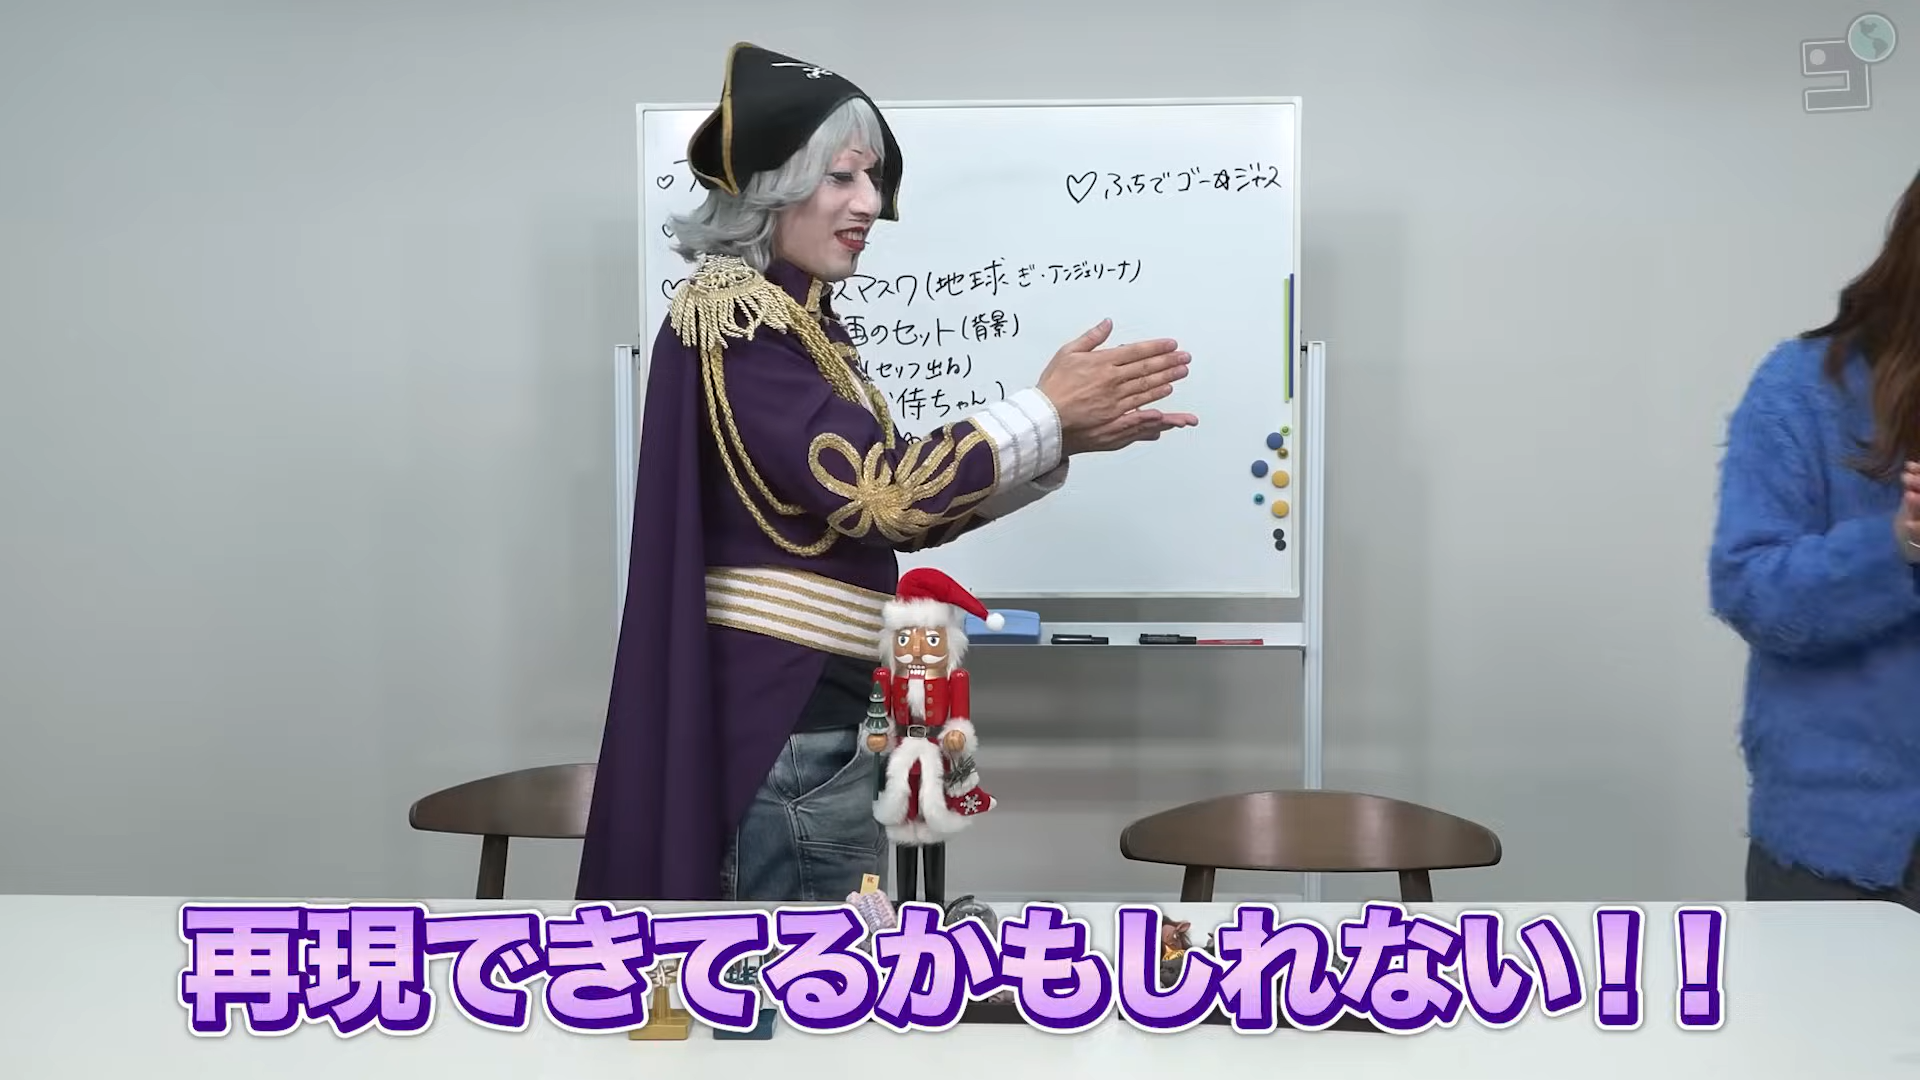 ♡ふちでゴー☆ジャス
スマスク(地球ぎ・アンジェリーナ)
画のセット(背景)
(セリフ出る)
侍ちゃん)
再現できてるかもしれない!!